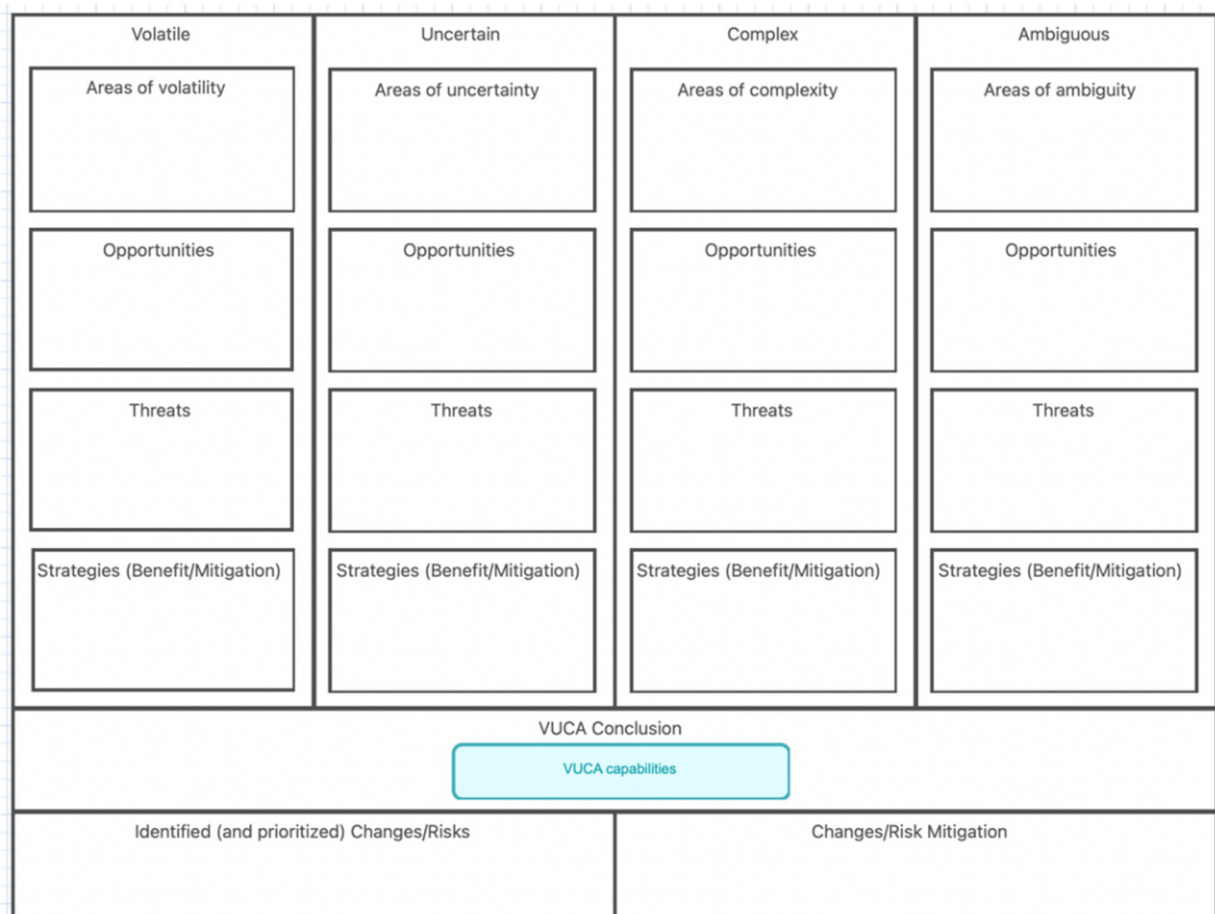 Volatile
Uncertain
Complex
Ambiguous
Areas of volatility
Areas of uncertainty
Areas of complexity
Areas of ambiguity
Opportunities
Opportunities
Opportunities
Opportunities
Threats
Threats
Threats
Threats
Strategies (Benefit/Mitigation)
Strategies (Benefit/Mitigation)
Strategies (Benefit/Mitigation)
Strategies (Benefit/Mitigation)
VUCA Conclusion
VUCA capabilities
Identified (and prioritized) Changes/Risks
Changes/Risk Mitigation